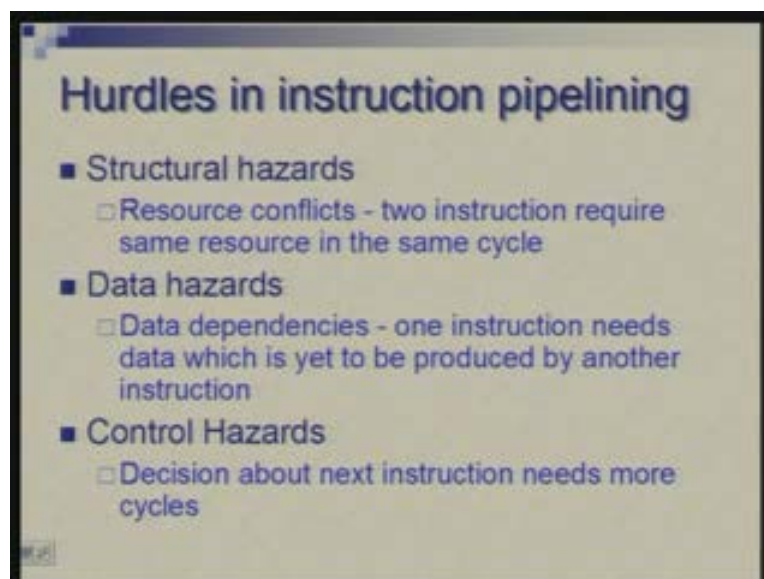 Hurdles in instruction pipelining
Structural hazards
Resource conflicts - two instruction require
same resource in the same cycle
Data hazards
Data dependencies - one instruction needs
data which is yet to be produced by another
instruction
Control Hazards
Decision about next instruction needs more
cycles